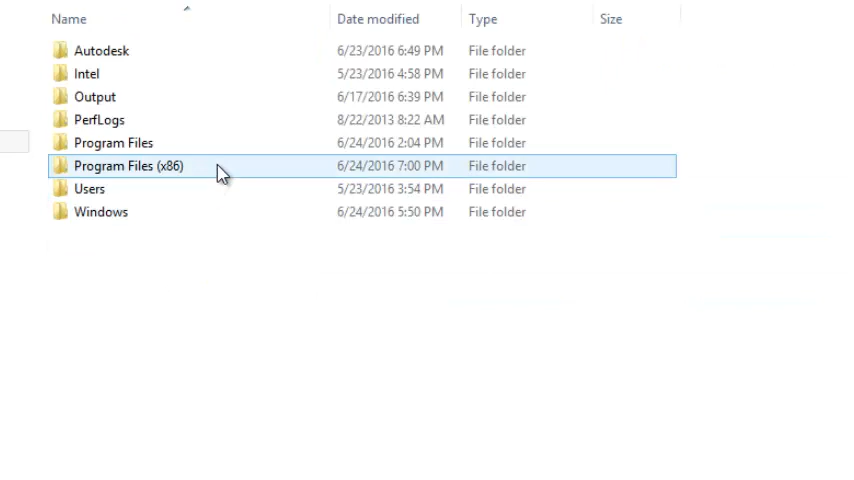 Name Date modified Type Size
Autodesk 6/23/2016 6:49 PM File folder
Intel 5/23/2016 4:58 PM File folder
Output 6/17/2016 6:39 PM File folder
PerfLogs 8/22/2013 8:22 AM File folder
Program Files 6/24/2016 2:04 PM File folder
Program Files (x86) 6/24/2016 7:00 PM File folder
Users 5/23/2016 3:54 PM File folder
Windows 6/24/2016 5:50 PM File folder